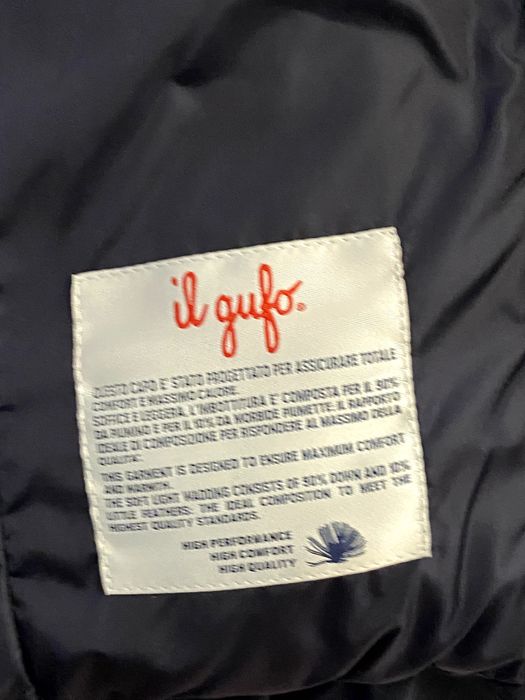 il gufo®
QUESTO CAPO E' STATO PROGETTATO PER ASSICURARE TOTALE
COMFORT E MASSIMO CALORE.
SOFFICE E LEGGERA, L'IMBOTTITURA E' COMPOSTA PER IL 90%
DA PIUMINO E PER IL 10% DA MORBIDE PIUMETTE: IL RAPPORTO
IDEALE DI COMPOSIZIONE PER RISPONDERE AL MASSIMO DELLA
QUALITA'.
THIS GARMENT IS DESIGNED TO ENSURE MAXIMUM COMFORT
AND WARMTH.
THE SOFT LIGHT WADDING CONSISTS OF 90% DOWN AND 10%
LITTLE FEATHERS: THE IDEAL COMPOSITION TO MEET THE
HIGHEST QUALITY STANDARDS.
HIGH PERFORMANCE
HIGH COMFORT
HIGH QUALITY